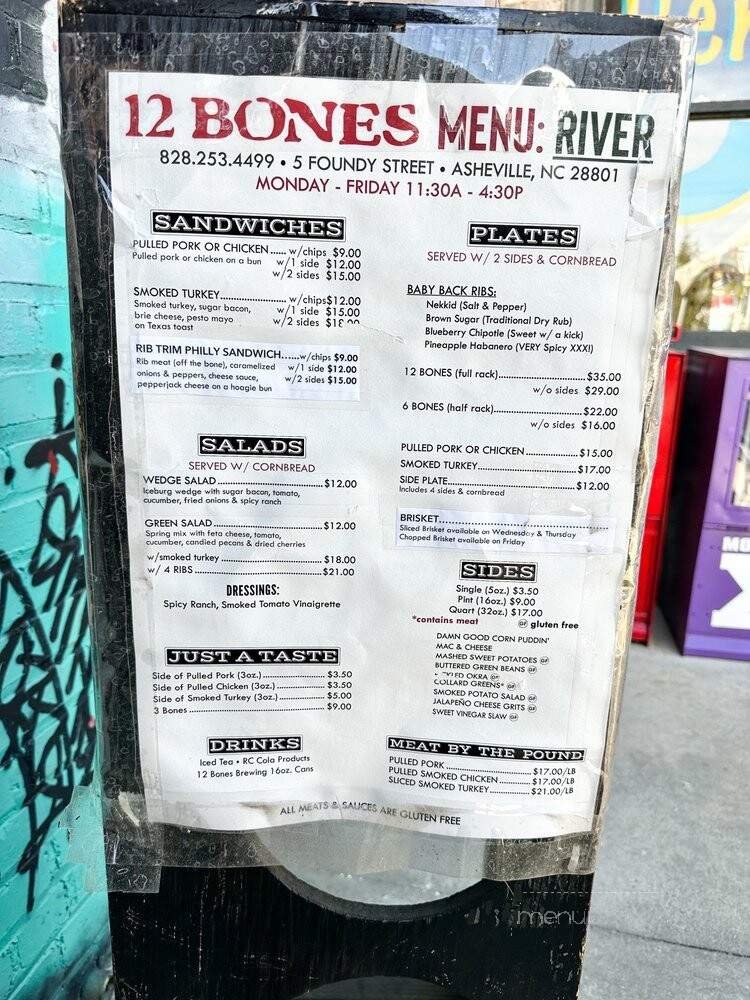 12 BONES MENU: RIVER
828.253.4499 • 5 FOUNDY STREET • ASHEVILLE, NC 28801
MONDAY - FRIDAY 11:30A - 4:30P
SANDWICHES
PULLED PORK OR CHICKEN...... w/chips $9.00
Pulled pork or chicken on a bun w/1 side $12.00
w/2 sides $15.00
SMOKED TURKEY.................. w/chips$12.00
Smoked turkey, sugar bacon, w/1 side $15.00
brie cheese, pesto mayo w/2 sides
on Texas toast
RIB TRIM PHILLY SANDWICH......w/chips $9.00
Rib meat (off the bone), caramelized w/1 side $12.00
onions & peppers, cheese sauce, w/2 sides $15.00
pepperjack cheese on a hoagie bun
SALADS
SERVED W/ CORNBREAD
WEDGE SALAD..............................$12.00
Iceburg wedge with sugar bacon, tomato,
cucumber, fried onions & spicy ranch
GREEN SALAD..............................$12.00
Spring mix with feta cheese, tomato,
cucumber, candied pecans & dried cherries
w/smoked turkey..............................$18.00
w/ 4 RIBS..............................$21.00
DRESSINGS:
Spicy Ranch, Smoked Tomato Vinaigrette
JUST A TASTE
Side of Pulled Pork (3oz.)....................$3.50
Side of Pulled Chicken (3oz.)....................$3.50
Side of Smoked Turkey (3oz.)....................$5.00
3 Bones..............................$9.00
DRINKS
Iced Tea • RC Cola Products
12 Bones Brewing 16oz. Cans
PLATES
SERVED W/ 2 SIDES & CORNBREAD
BABY BACK RIBS:
Nekkid (Salt & Pepper)
Brown Sugar (Traditional Dry Rub)
Blueberry Chipotle (Sweet w/ a kick)
Pineapple Habanero (VERY Spicy XXX!)
12 BONES (full rack)..............................$35.00
w/o sides $29.00
6 BONES (half rack)..............................$22.00
w/o sides $16.00
PULLED PORK OR CHICKEN....................$15.00
SMOKED TURKEY..............................$17.00
SIDE PLATE..............................$12.00
Includes 4 sides & cornbread
BRISKET........................................
Sliced Brisket available on Wednesday & Thursday
Chopped Brisket available on Friday
SIDES
Single (5oz.) $3.50
Pint (16oz.) $9.00
Quart (32oz.) $17.00
*contains meat GF gluten free
DAMN GOOD CORN PUDDIN'
MAC & CHEESE
MASHED SWEET POTATOES GF
BUTTERED GREEN BEANS GF
OKRA GF
COLLARD GREENS* GF
SMOKED POTATO SALAD GF
JALAPEÑO CHEESE GRITS GF
SWEET VINEGAR SLAW GF
MEAT BY THE POUND
PULLED PORK....................$17.00/LB
PULLED SMOKED CHICKEN..........$17.00/LB
SLICED SMOKED TURKEY..........$21.00/LB
ALL MEATS & SAUCES ARE GLUTEN FREE
menu